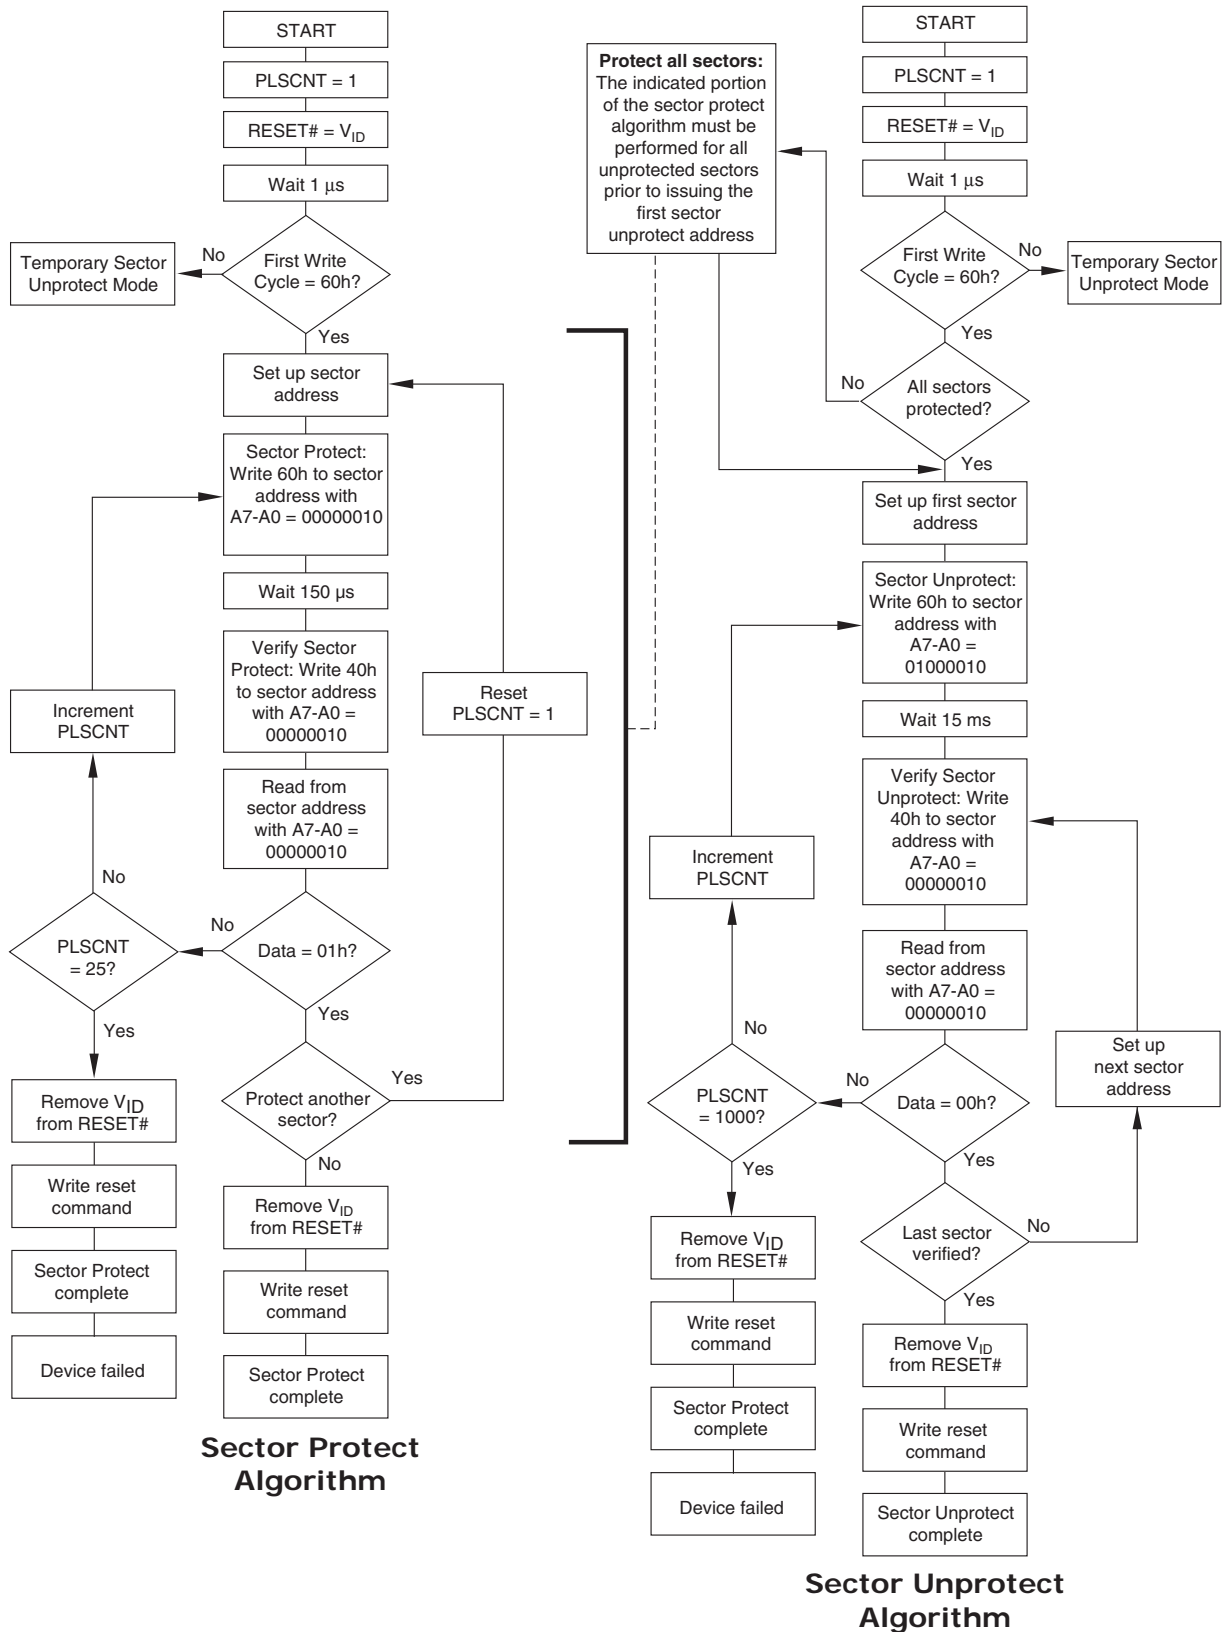 START
PLSCNT = 1
RESET# = VID
Wait 1 μs
First Write
Cycle = 60h?
No
Temporary Sector
Unprotect Mode
Yes
Set up sector
address
Sector Protect:
Write 60h to sector
address with
A7-A0 = 00000010
Wait 150 µs
Verify Sector
Protect: Write 40h
to sector address
with A7-A0 =
00000010
Reset
PLSCNT = 1
Increment
PLSCNT
Read from
sector address
with A7-A0 =
00000010
No
PLSCNT
= 25?
No
Data = 01h?
Yes
Yes
Remove VID
from RESET#
Protect another
sector?
Yes
No
Write reset
command
Remove VID
from RESET#
Sector Protect
complete
Write reset
command
Device failed
Sector Protect
complete
Sector Protect
Algorithm
Protect all sectors:
The indicated portion
of the sector protect
algorithm must be
performed for all
unprotected sectors
prior to issuing the
first sector
unprotect address
START
PLSCNT = 1
RESET# = VID
Wait 1 μs
First Write
Cycle = 60h?
No
Temporary Sector
Unprotect Mode
Yes
No
All sectors
protected?
Yes
Set up first sector
address
Sector Unprotect:
Write 60h to sector
address with
A7-A0 =
01000010
Wait 15 ms
Verify Sector
Unprotect: Write
40h to sector
address with
A7-A0 =
00000010
Increment
PLSCNT
Read from
sector address
with A7-A0 =
00000010
No
Set up
next sector
address
PLSCNT
= 1000?
No
Data = 00h?
Yes
Yes
Remove VID
from RESET#
Last sector
verified?
No
Yes
Write reset
command
Remove VID
from RESET#
Sector Protect
complete
Write reset
command
Device failed
Sector Unprotect
complete
Sector Unprotect
Algorithm